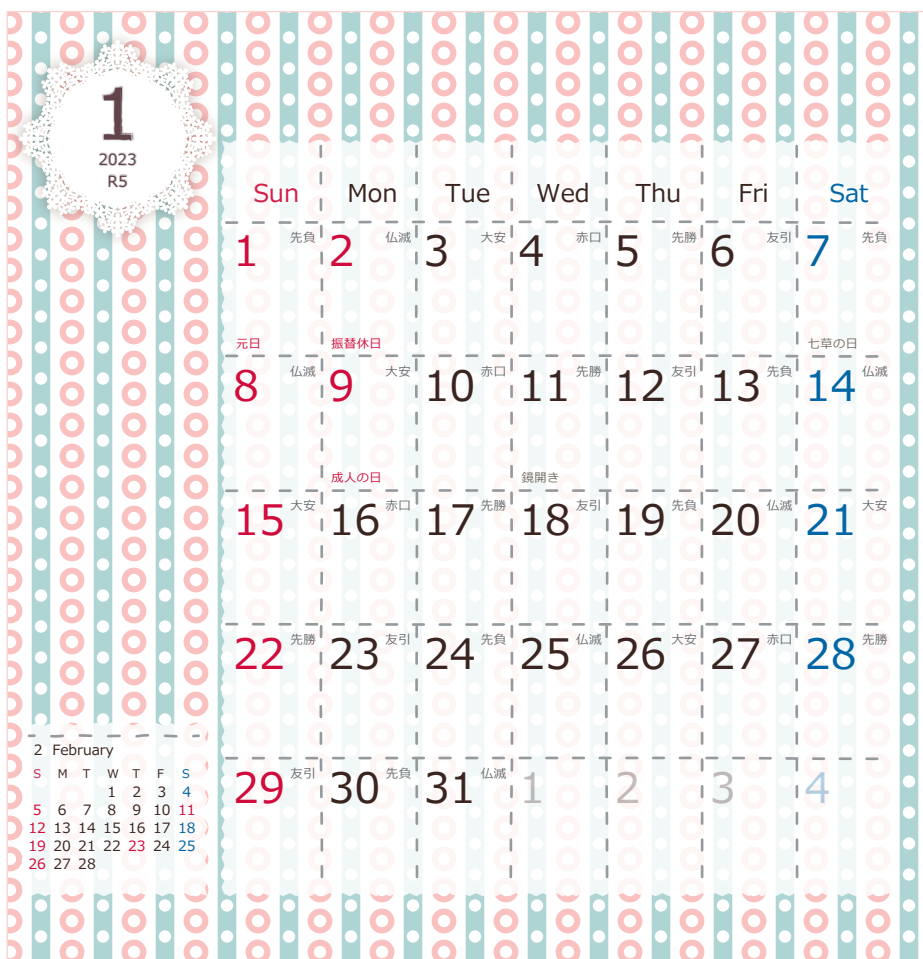 1
2023
R5
Sun Mon Tue Wed Thu Fri Sat
1 先負 2 仏滅 3 大安 4 赤口 5 先勝 6 友引 7 先負
元日 振替休日 七草の日
8 仏滅 9 大安 10 赤口 11 先勝 12 友引 13 先負 14 仏滅
成人の日 鏡開き
15 大安 16 赤口 17 先勝 18 友引 19 先負 20 仏滅 21 大安
22 先勝 23 友引 24 先負 25 仏滅 26 大安 27 赤口 28 先勝
29 友引 30 先負 31 仏滅 1 2 3 4
2 February
S M T W T F S
1 2 3 4
5 6 7 8 9 10 11
12 13 14 15 16 17 18
19 20 21 22 23 24 25
26 27 28